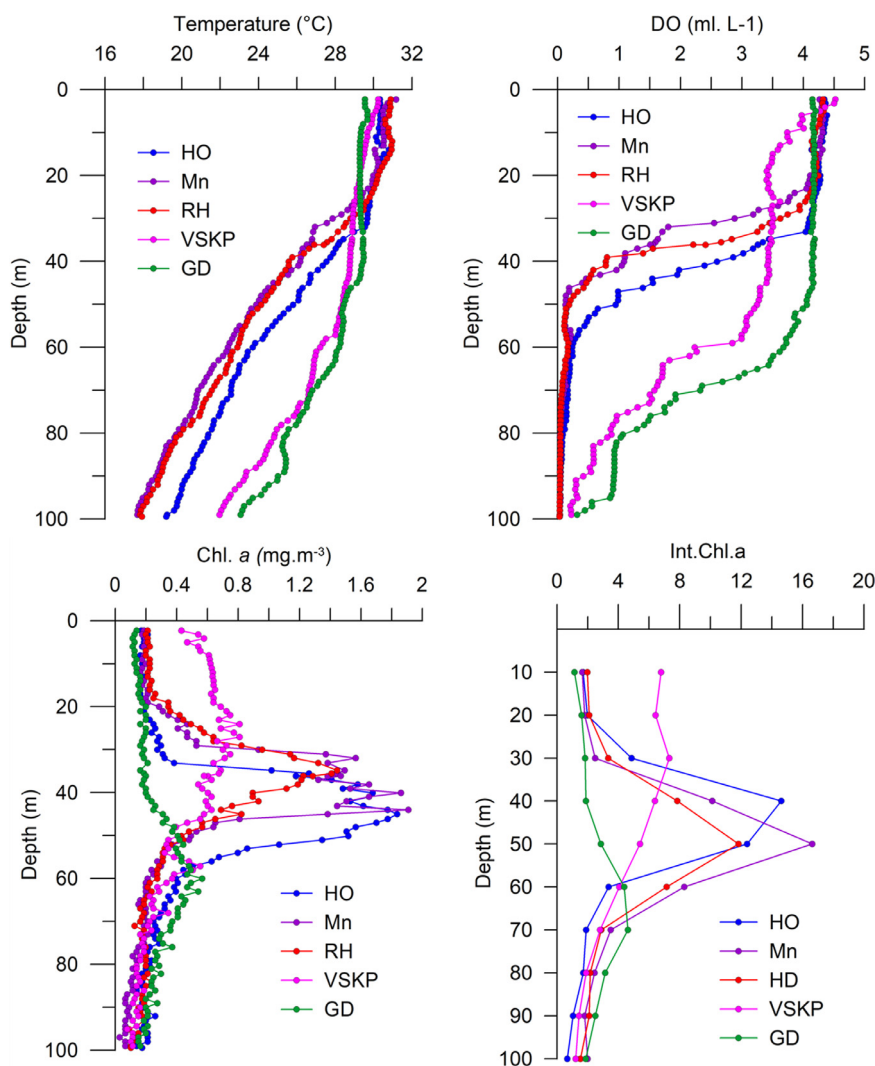 Temperature (°C)
16 20 24 28 32
0
20
40
60
80
100
Depth (m)
HO
Mn
RH
VSKP
GD
DO (ml. L-1)
0 1 2 3 4 5
0
20
40
60
80
100
Depth (m)
HO
Mn
RH
VSKP
GD
Chl. a (mg.m-3)
0 0.4 0.8 1.2 1.6 2
0
20
40
60
80
100
Depth (m)
HO
Mn
RH
VSKP
GD
Int.Chl.a
0 4 8 12 16 20
10
20
30
40
50
60
70
80
90
100
Depth (m)
HO
Mn
HD
VSKP
GD